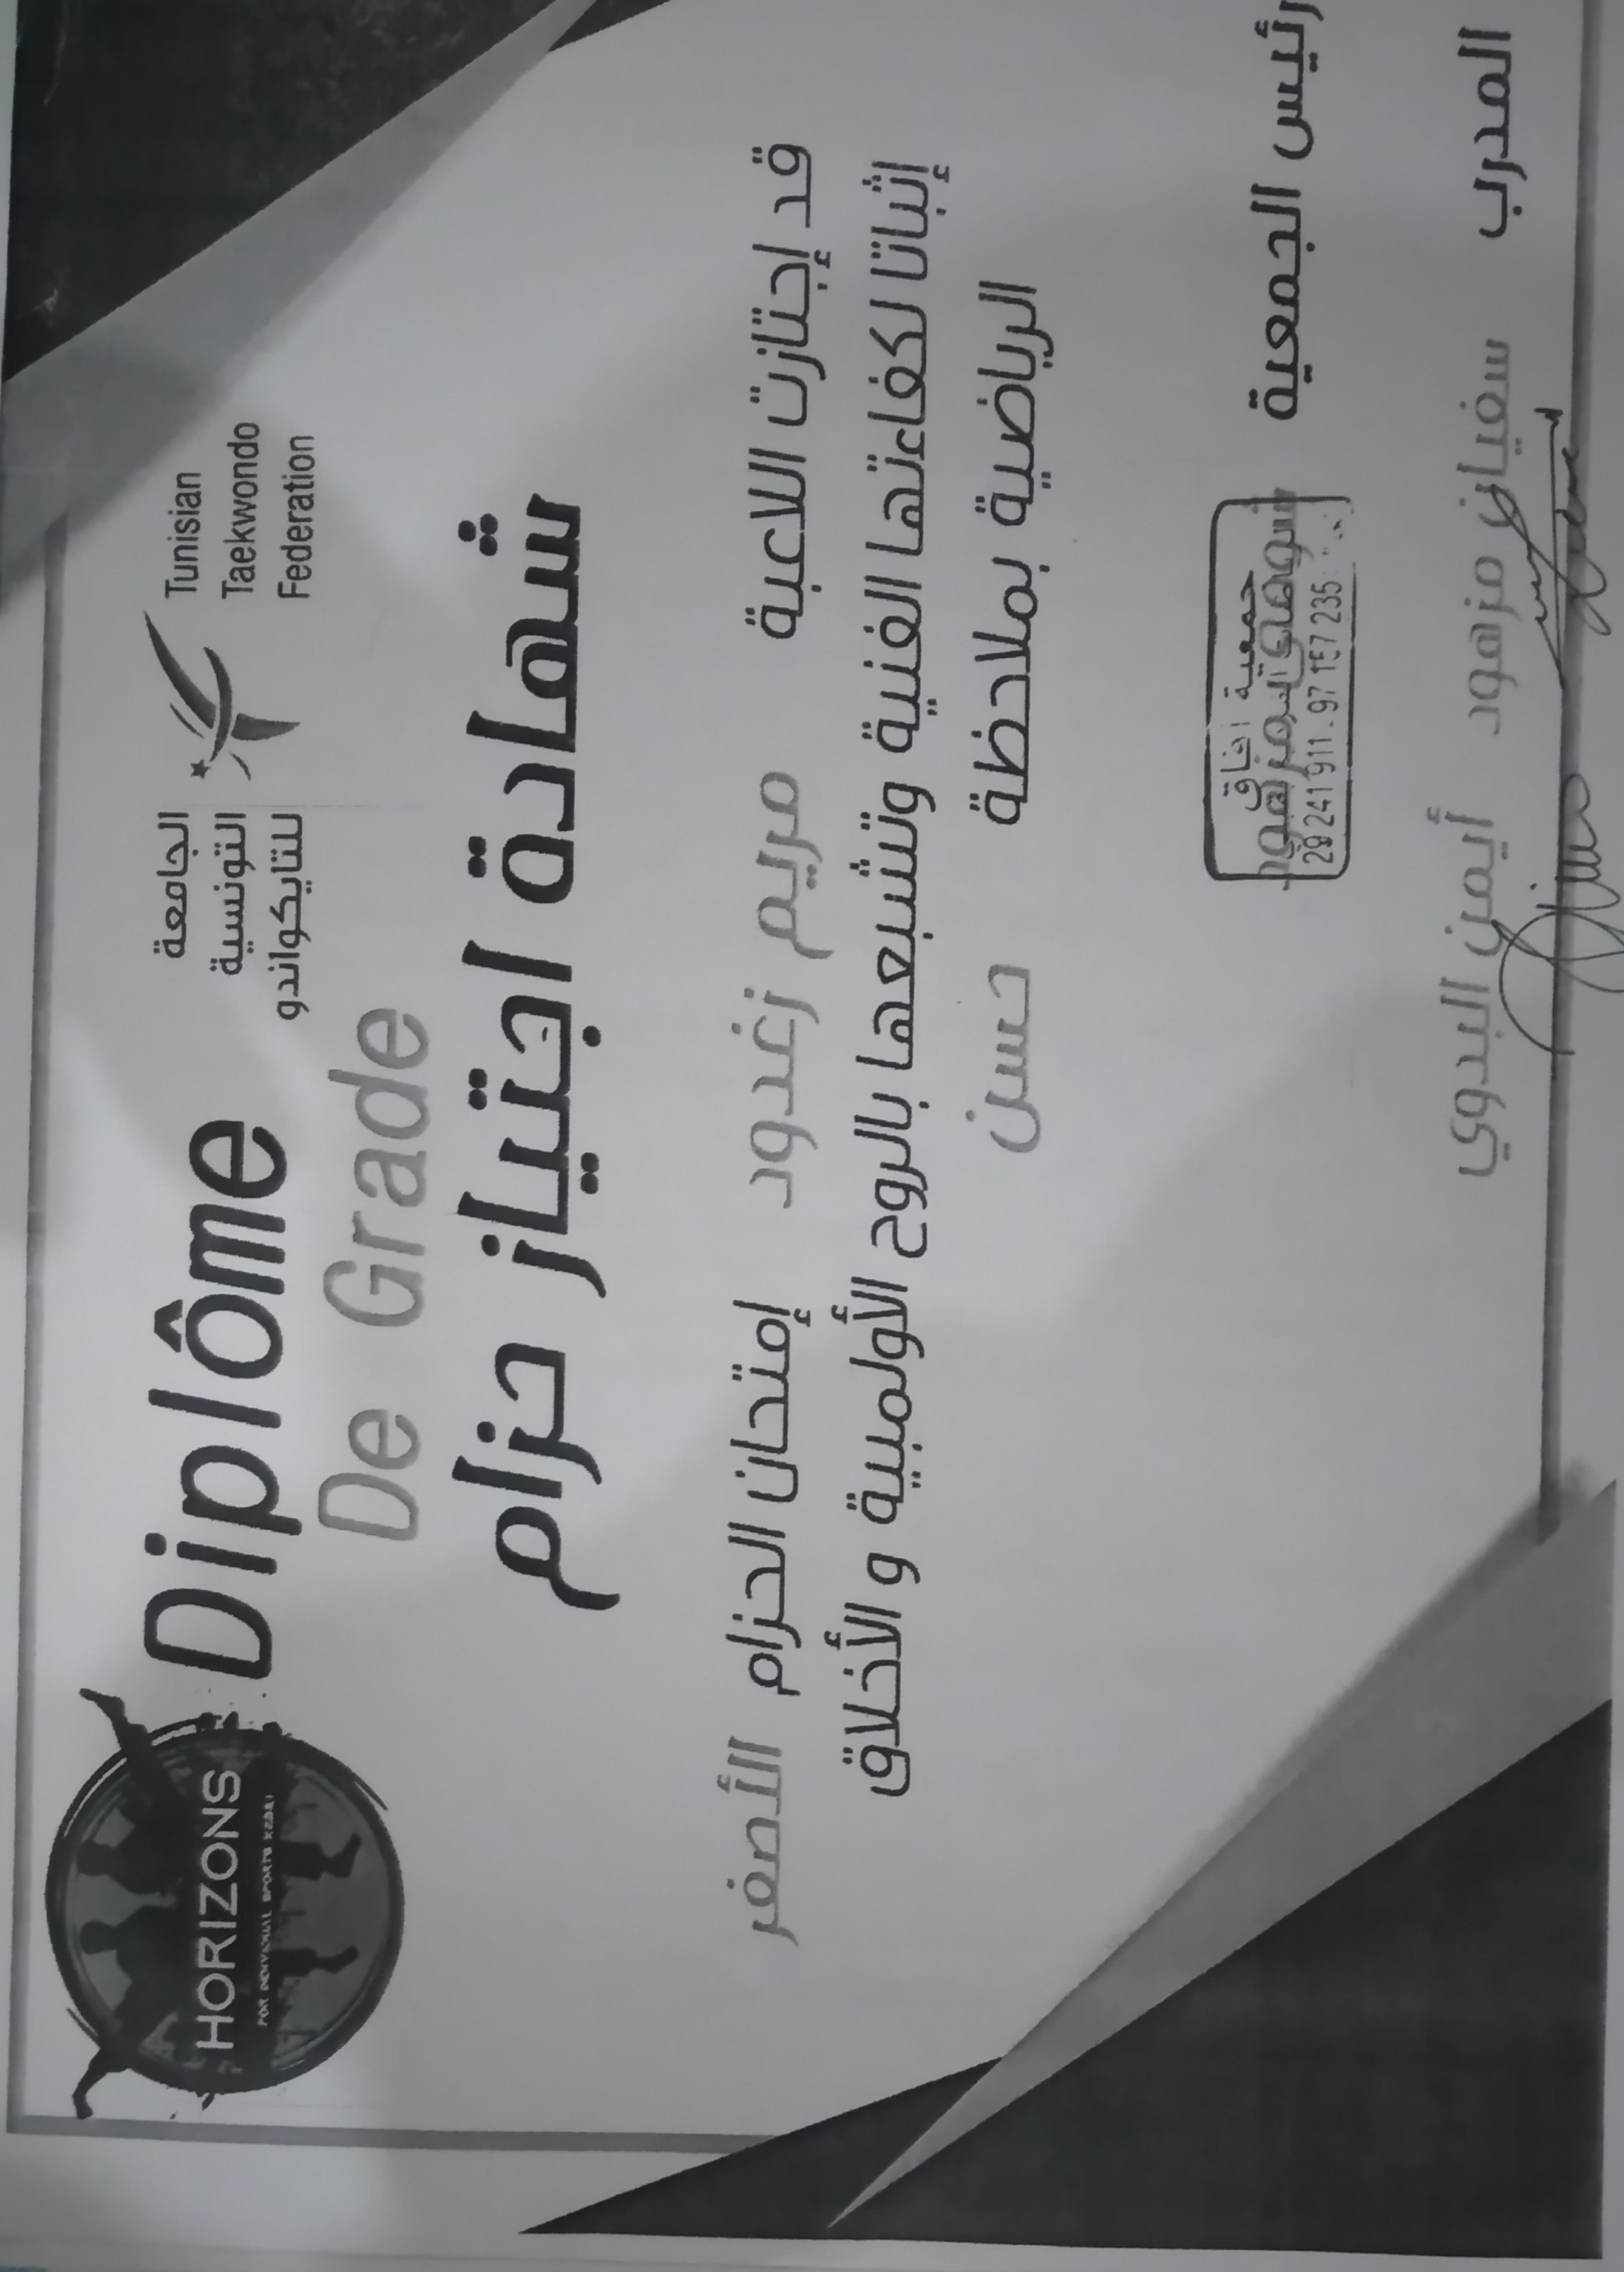 HORIZONS
Diplôme
De Grade
الجامعة
التونسية
للتايكواندو
Tunisian
Taekwondo
Federation
شهادة اجتياز حزام
قد إجتازت اللاعبة مريم زغدود إمتحان الحزام الأصفر
إثباتا لكفاءتها الفنية وتشبعها بالروح الأولمبية و الأخلاق
الرياضية بملاحظة حسن
رئيس الجمعية
جمعية افاق
29 241 911 - 97 157 235
المدرب سفيان مزهود أيمن البدوي